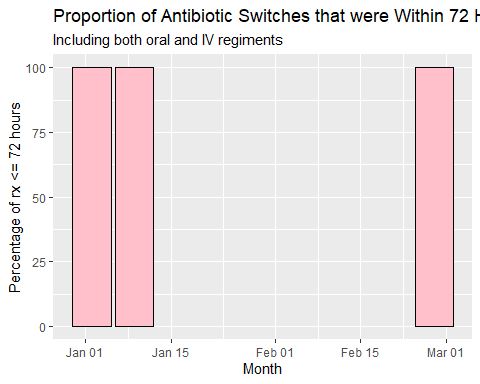 Proportion of Antibiotic Switches that were Within 72 H
Including both oral and IV regiments
Percentage of rx <= 72 hours
100
75
50
25
0
Jan 01 Jan 15 Feb 01 Feb 15 Mar 01
Month